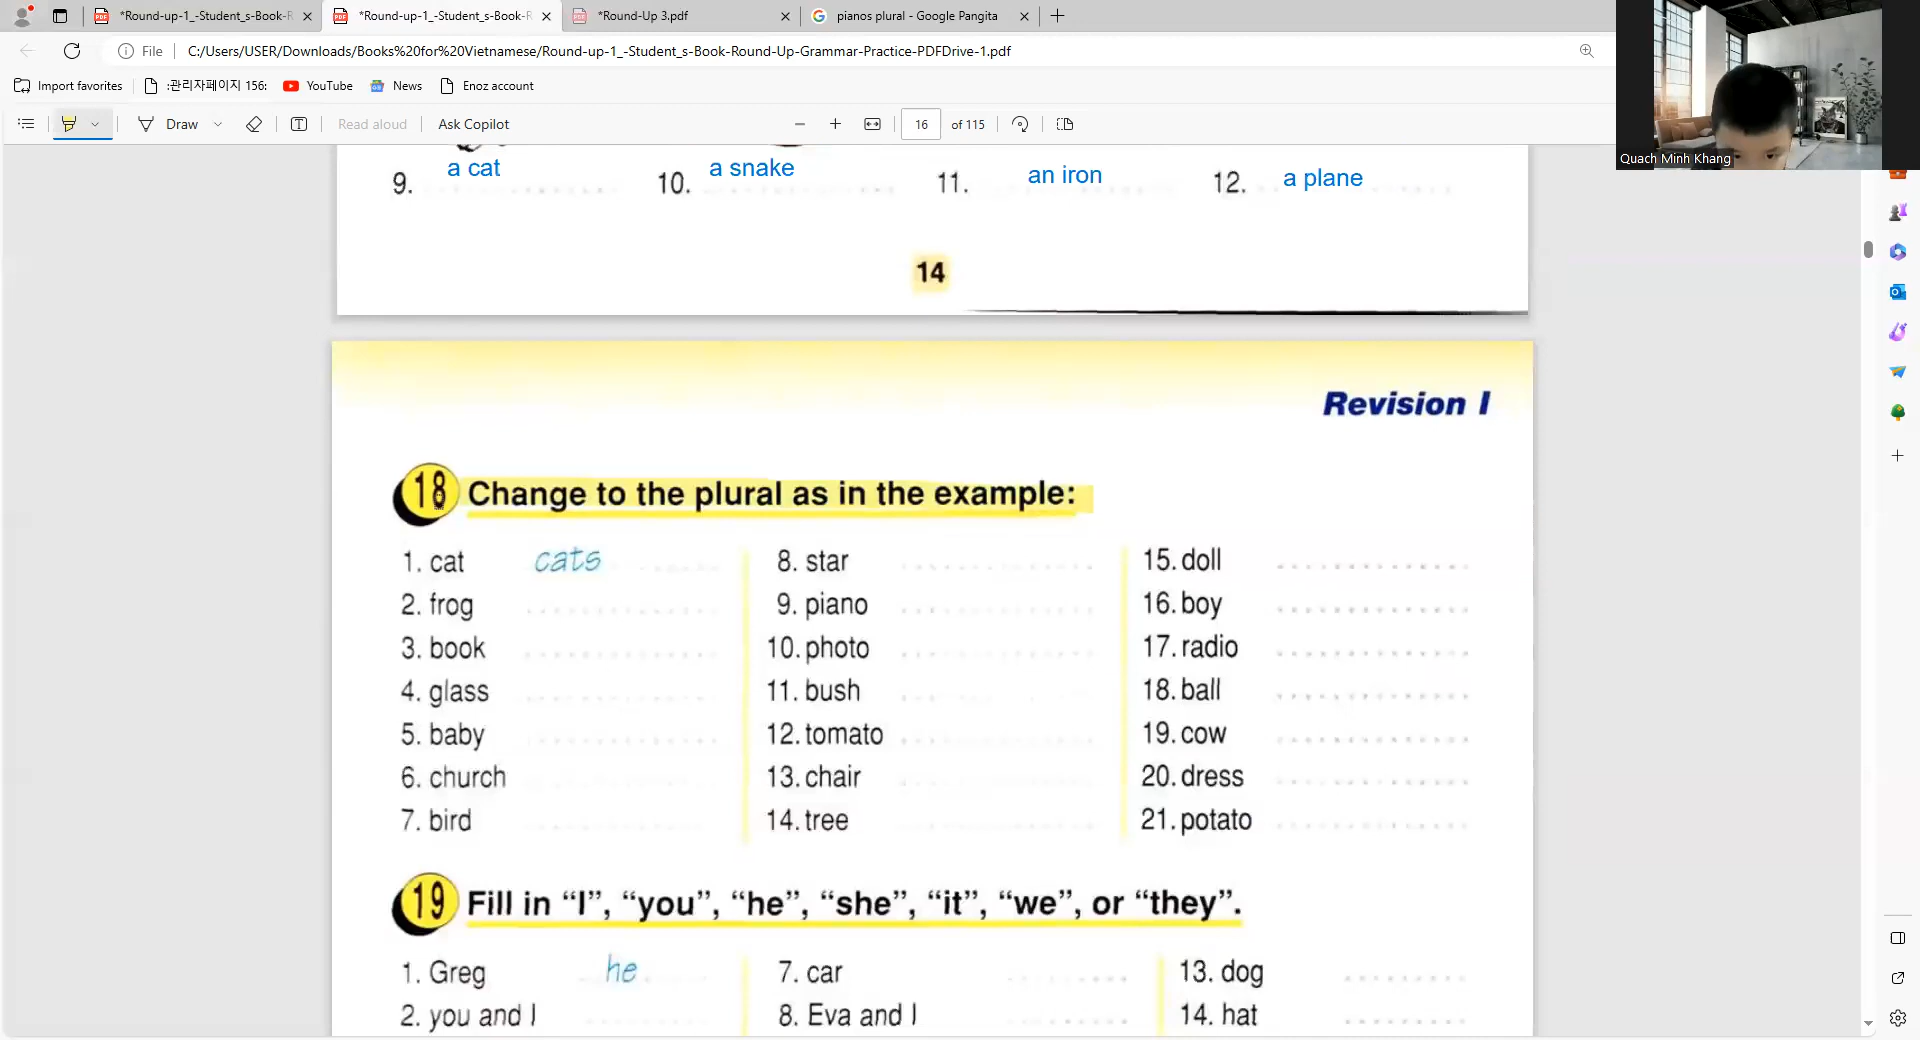 *Round-up-1_-Student_s-Book-R
*Round-up-1_-Student_s-Book-R
*Round-Up 3.pdf
pianos plural - Google Pangita
File
C:/Users/USER/Downloads/Books%20for%20Vietnamese/Round-up-1_-Student_s-Book-Round-Up-Grammar-Practice-PDFDrive-1.pdf
Import favorites
:관리자페이지 156:
YouTube
News
Enoz account
Draw
Read aloud
Ask Copilot
16
of 115
Quach Minh Khang
9. a cat
10. a snake
11. an iron
12. a plane
14
Revision I
18 Change to the plural as in the example:
1. cat cats
2. frog
3. book
4. glass
5. baby
6. church
7. bird
8. star
9. piano
10. photo
11. bush
12. tomato
13. chair
14. tree
15. doll
16. boy
17. radio
18. ball
19. cow
20. dress
21. potato
19 Fill in “I”, “you”, “he”, “she”, “it”, “we”, or “they”.
1. Greg he
2. you and I
7. car
8. Eva and I
13. dog
14. hat